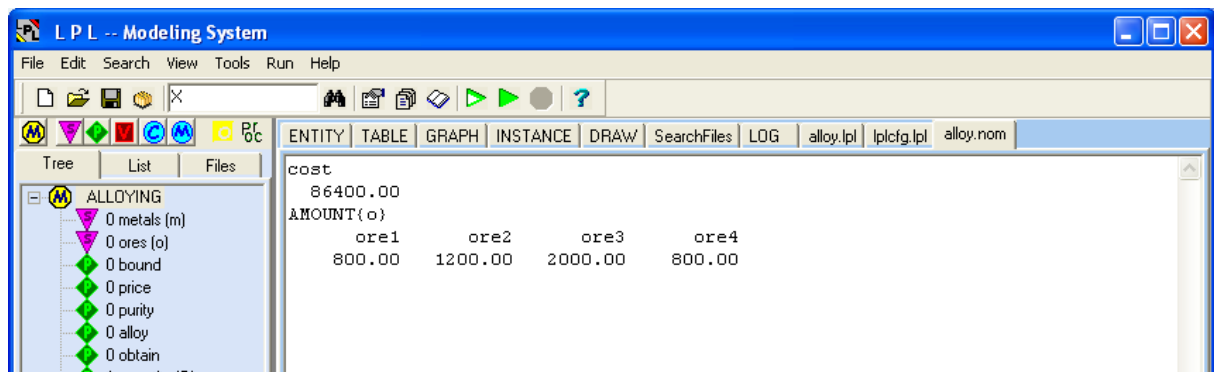 L P L -- Modeling System
File Edit Search View Tools Run Help
X
ENTITY TABLE GRAPH INSTANCE DRAW SearchFiles LOG alloy.lpl lplcfg.lpl alloy.nom
Tree List Files
ALLOYING
0 metals (m)
0 ores (o)
0 bound
0 price
0 purity
0 alloy
0 obtain
cost
86400.00
AMOUNT{o}
ore1 ore2 ore3 ore4
800.00 1200.00 2000.00 800.00